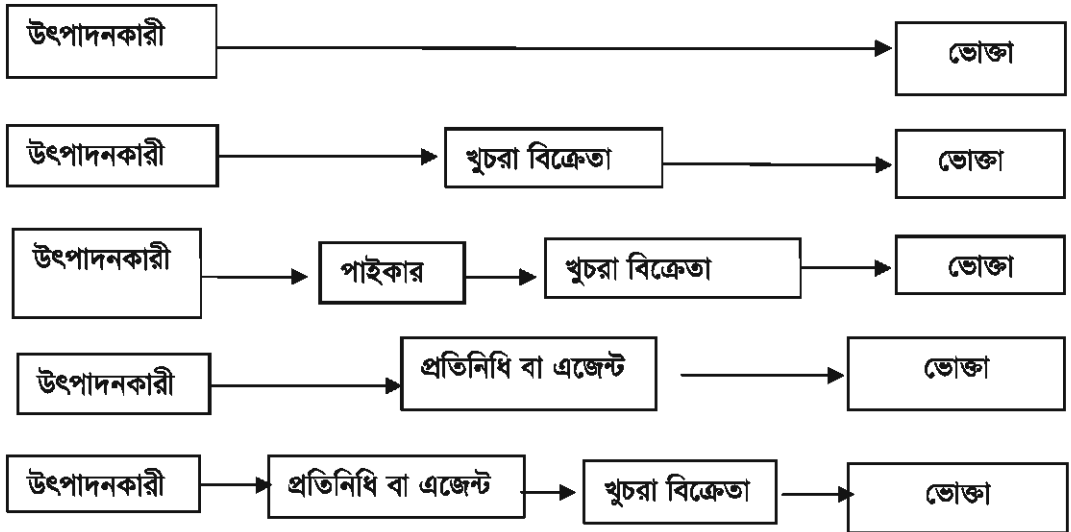 উৎপাদনকারী ভোক্তা
উৎপাদনকারী খুচরা বিক্রেতা ভোক্তা
উৎপাদনকারী পাইকার খুচরা বিক্রেতা ভোক্তা
উৎপাদনকারী প্রতিনিধি বা এজেন্ট ভোক্তা
উৎপাদনকারী প্রতিনিধি বা এজেন্ট খুচরা বিক্রেতা ভোক্তা